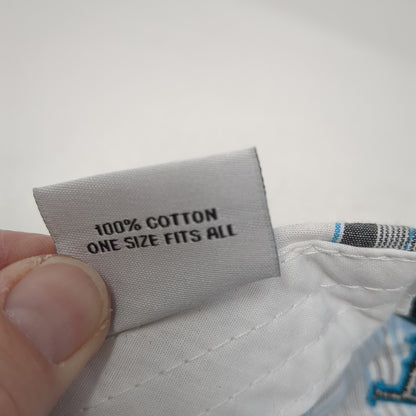 100% COTTON
ONE SIZE FITS ALL